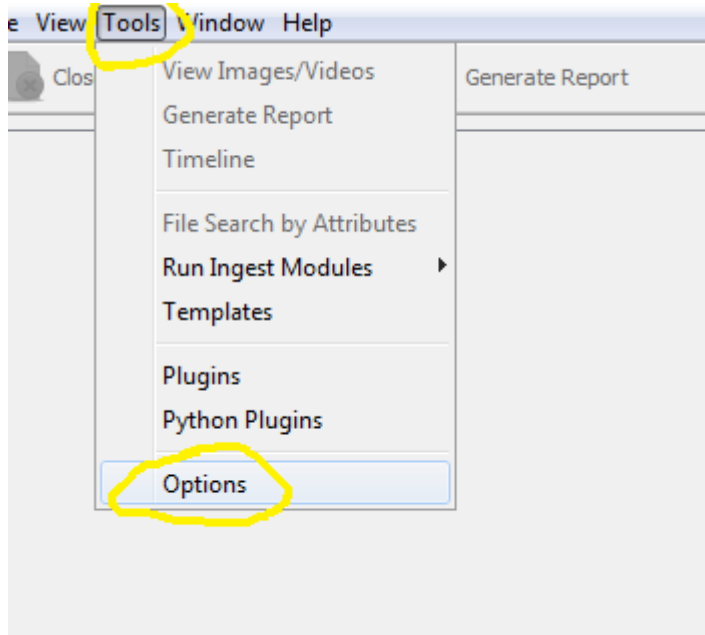 e View Tools Window Help
Clos
Generate Report
View Images/Videos
Generate Report
Timeline
File Search by Attributes
Run Ingest Modules
Templates
Plugins
Python Plugins
Options